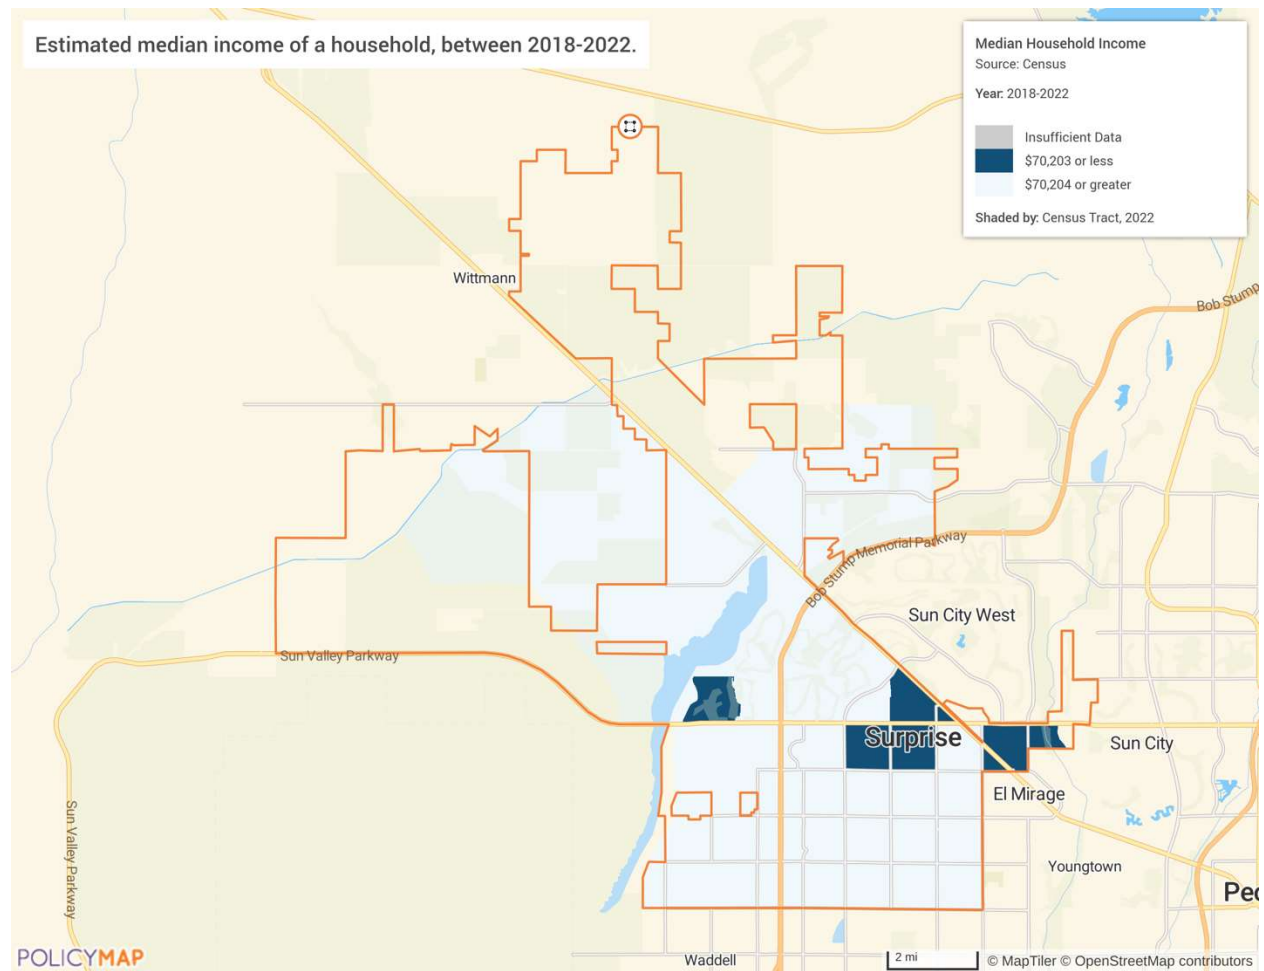 Estimated median income of a household, between 2018-2022.
Median Household Income
Source: Census
Year: 2018-2022
Insufficient Data
$70,203 or less
$70,204 or greater
Shaded by: Census Tract, 2022
Wittmann
Bob Stump
Bob Stump Memorial Parkway
Sun City West
Sun Valley Parkway
Surprise
Sun City
El Mirage
Sun Valley Parkway
Youngtown
Peo
POLICYMAP
Waddell
2 mi
© MapTiler © OpenStreetMap contributors